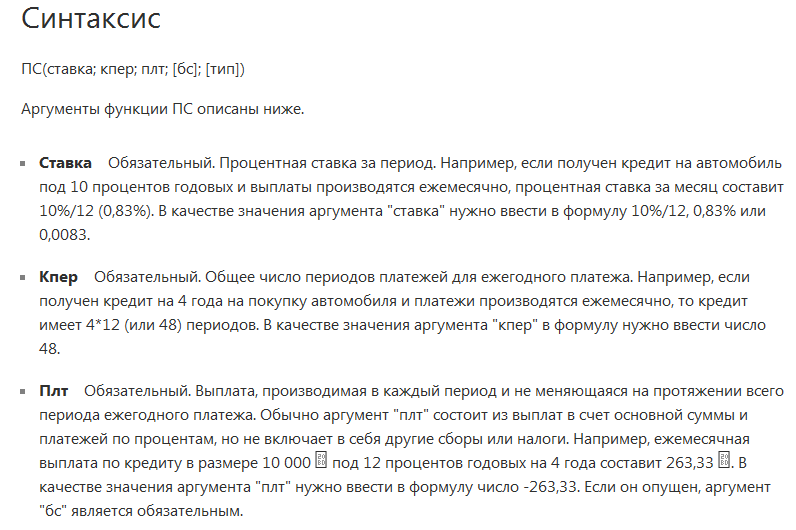 Синтаксис
ПС(ставка; кпер; плт; [бс]; [тип])
Аргументы функции ПС описаны ниже.
Ставка Обязательный. Процентная ставка за период. Например, если получен кредит на автомобиль
под 10 процентов годовых и выплаты производятся ежемесячно, процентная ставка за месяц составит
10%/12 (0,83%). В качестве значения аргумента "ставка" нужно ввести в формулу 10%/12, 0,83% или
0,0083.
Кпер Обязательный. Общее число периодов платежей для ежегодного платежа. Например, если
получен кредит на 4 года на покупку автомобиля и платежи производятся ежемесячно, то кредит
имеет 4*12 (или 48) периодов. В качестве значения аргумента "кпер" в формулу нужно ввести число
48.
Плт Обязательный. Выплата, производимая в каждый период и не меняющаяся на протяжении всего
периода ежегодного платежа. Обычно аргумент "плт" состоит из выплат в счет основной суммы и
платежей по процентам, но не включает в себя другие сборы или налоги. Например, ежемесячная
выплата по кредиту в размере 10 000 под 12 процентов годовых на 4 года составит 263,33 . В
качестве значения аргумента "плт" нужно ввести в формулу число -263,33. Если он опущен, аргумент
"бс" является обязательным.